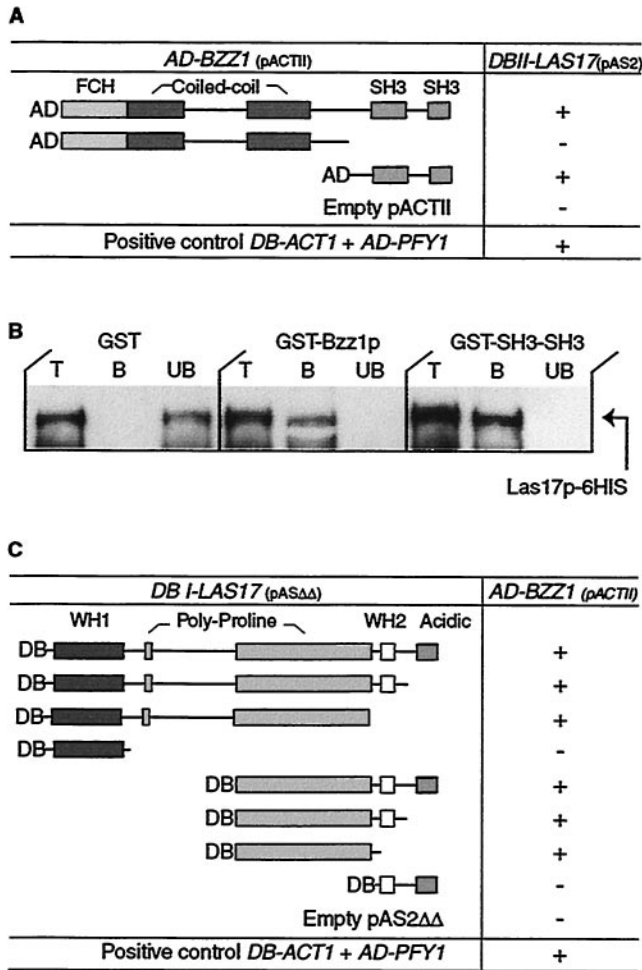 A
AD-BZZ1 (pACTII) DBII-LAS17(pAS2)
FCH Coiled-coil SH3 SH3
AD +
AD -
AD +
Empty pACTII -
Positive control DB-ACT1 + AD-PFY1 +
B
GST GST-Bzz1p GST-SH3-SH3
T B UB T B UB T B UB
Las17p-6HIS
C
DB I-LAS17 (pASΔΔ) AD-BZZ1 (pACTII)
WH1 Poly-Proline WH2 Acidic
DB +
DB +
DB +
DB -
DB +
DB +
DB +
DB -
Empty pAS2ΔΔ -
Positive control DB-ACT1 + AD-PFY1 +